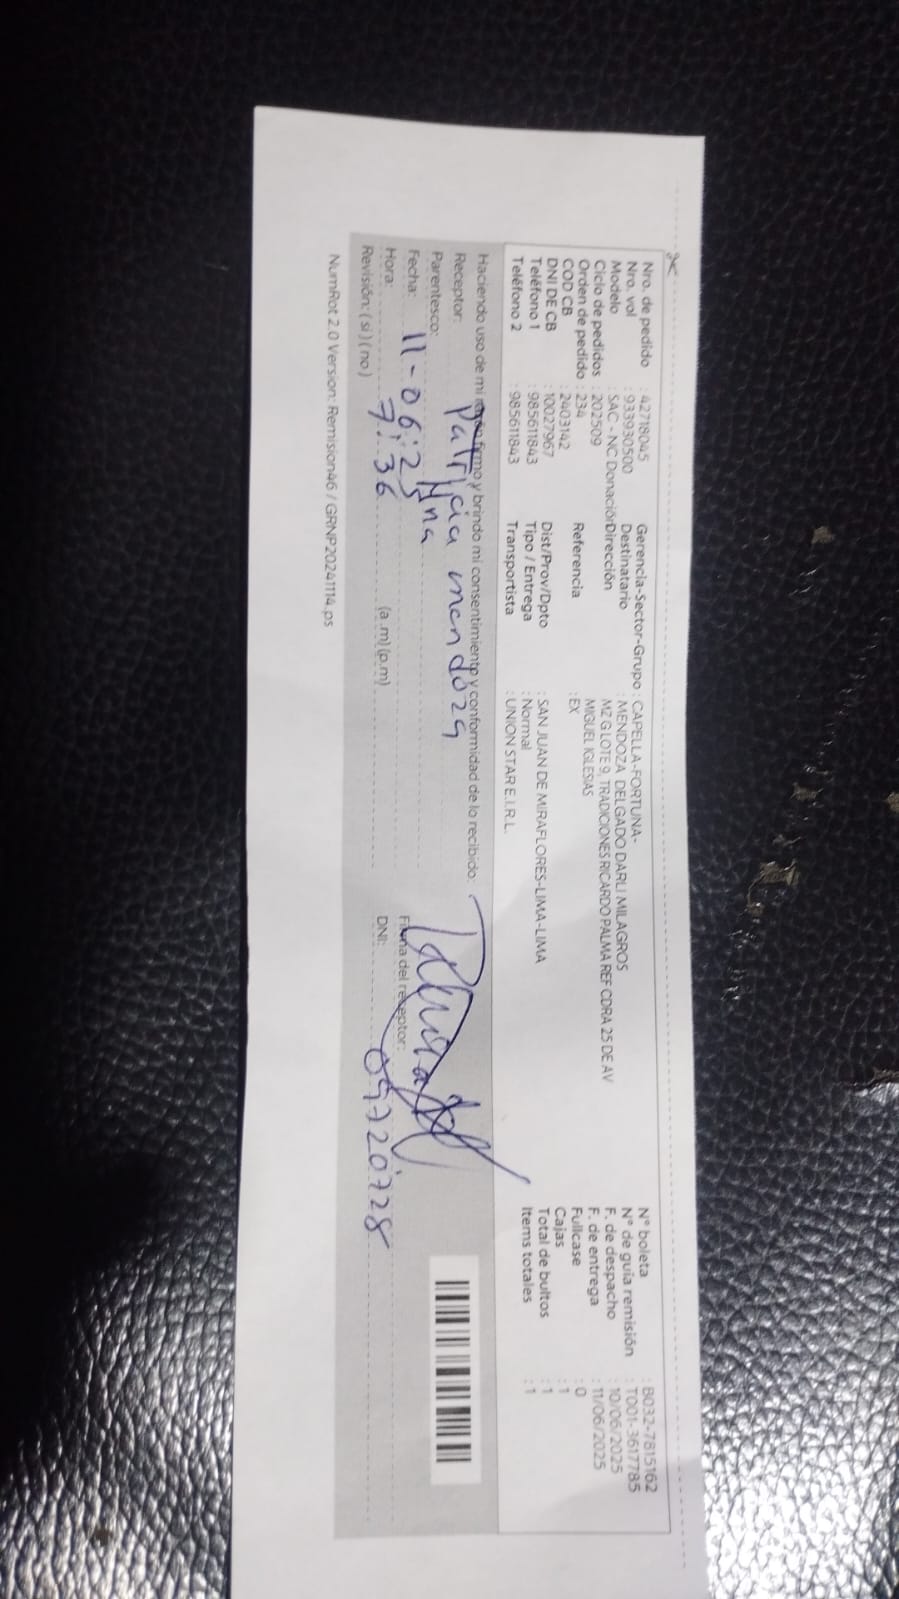 Nro. de pedido : 42718045
Nro. vol : 933930500
Modelo : SAC - NC Donación
Ciclo de pedidos : 202509
Orden de pedido : 234
COD CB : 2403142
DNI DE CB : 10027967
Teléfono 1 : 985611843
Teléfono 2 : 985611843
Gerencia-Sector-Grupo : CAPELLA-FORTUNA-
Destinatario : MENDOZA DELGADO DARLI MILAGROS
Dirección MZ G LOTE 9, TRADICIONES RICARDO PALMA REF CDRA 25 DE AV
MIGUEL IGLESIAS
Referencia : EX
Dist/Prov/Dpto : SAN JUAN DE MIRAFLORES-LIMA-LIMA
Tipo / Entrega : Normal
Transportista : UNION STAR E.I.R.L.
N° boleta : B032-7815162
N° de guia remisión : T001-3617785
F. de despacho : 10/06/2025
F. de entrega : 11/06/2025
Fullcase : 0
Cajas : 1
Total de bultos : 1
Items totales : 1
Haciendo uso de mi razón firmo y brindo mi consentimiento y conformidad de lo recibido:
Receptor: Patricia mendoza
Parentesco:
Fecha: 11-06-25
Hora: 7:36 (a.m) (p.m)
Revisión: (si) (no)
Firma del receptor:
DNI:
NumRot 2.0 Version: Remision46 / GRNP20241114.ps